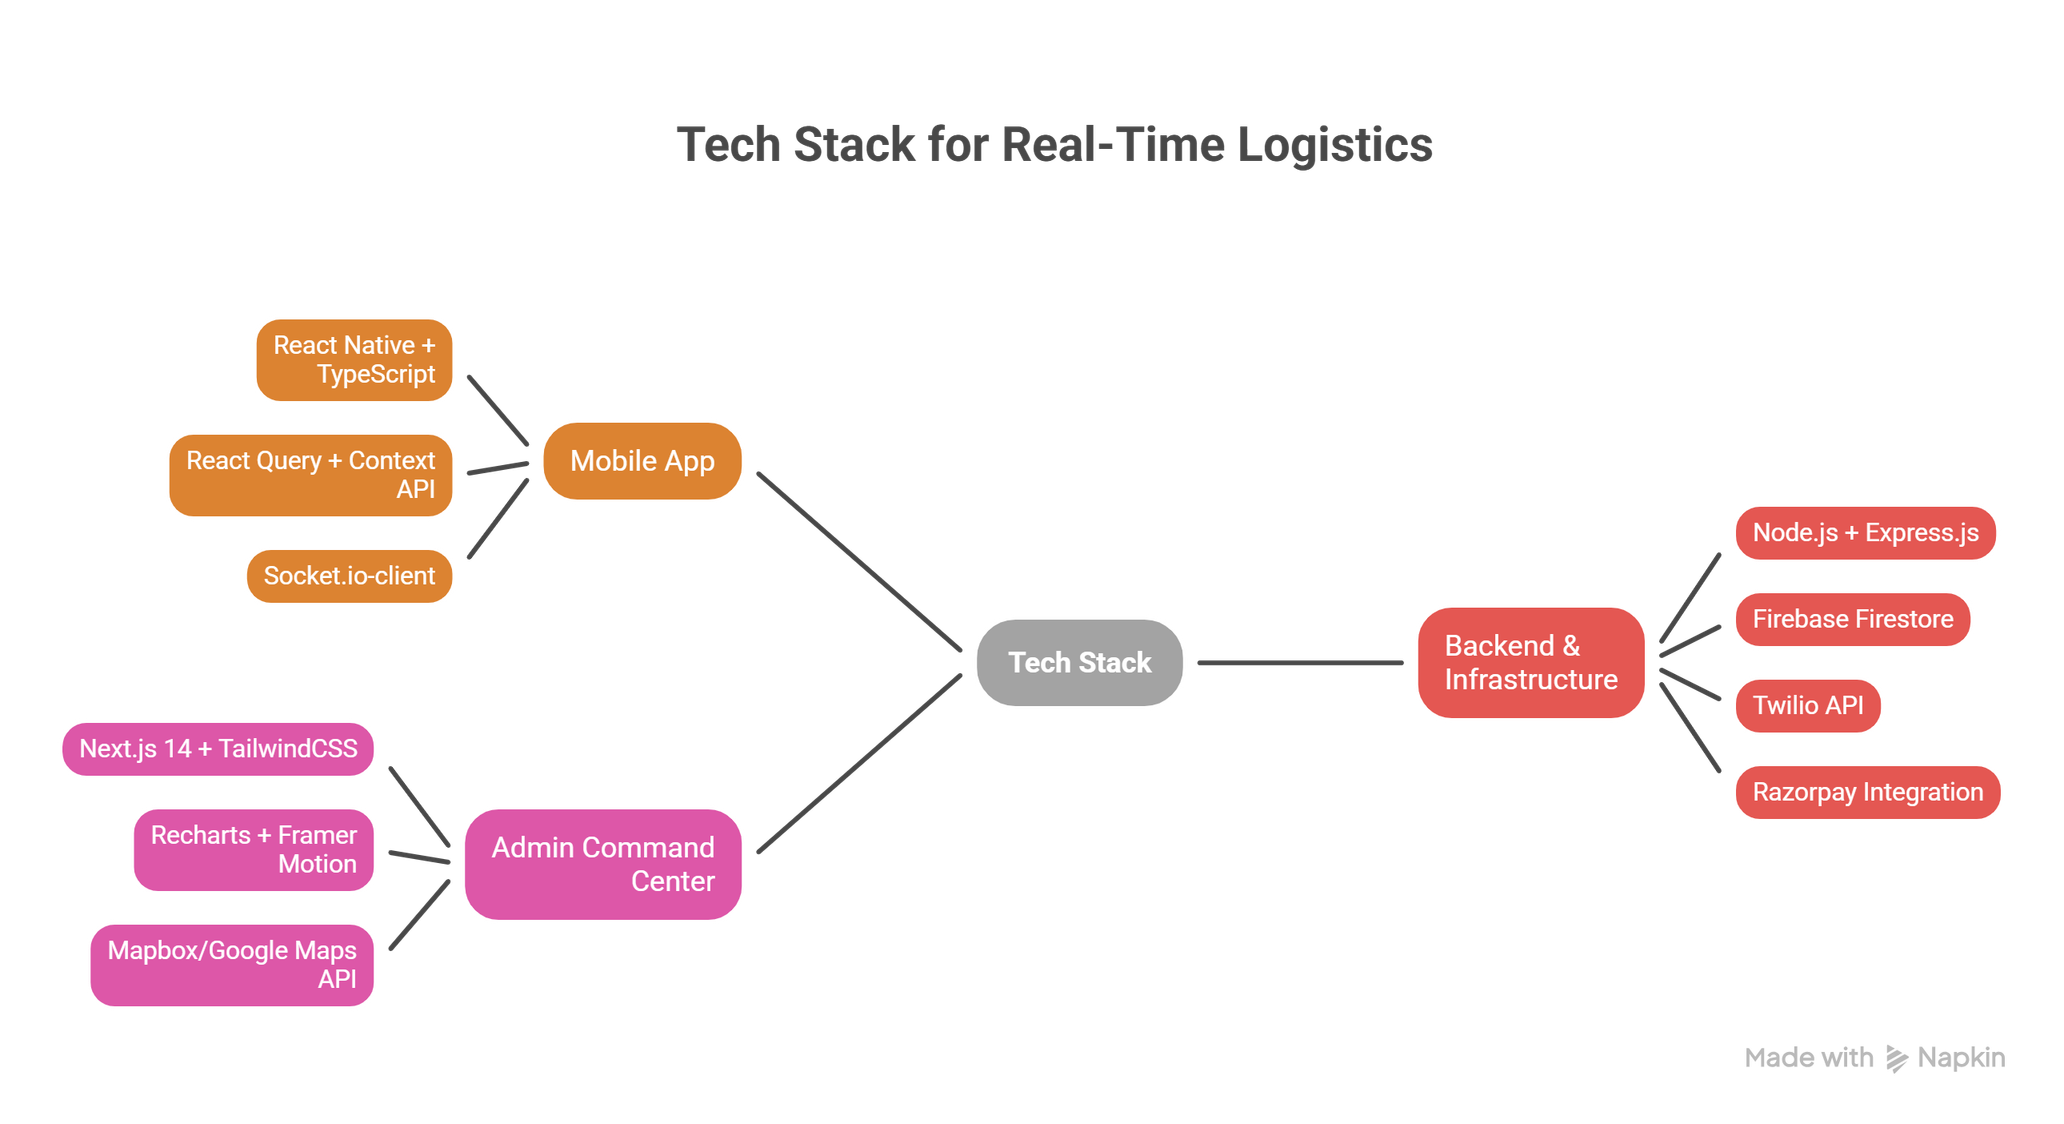 Tech Stack for Real-Time Logistics
React Native +
TypeScript
React Query + Context
API
Socket.io-client
Mobile App
Next.js 14 + TailwindCSS
Recharts + Framer
Motion
Mapbox/Google Maps
API
Admin Command
Center
Tech Stack
Backend &
Infrastructure
Node.js + Express.js
Firebase Firestore
Twilio API
Razorpay Integration
Made with Napkin